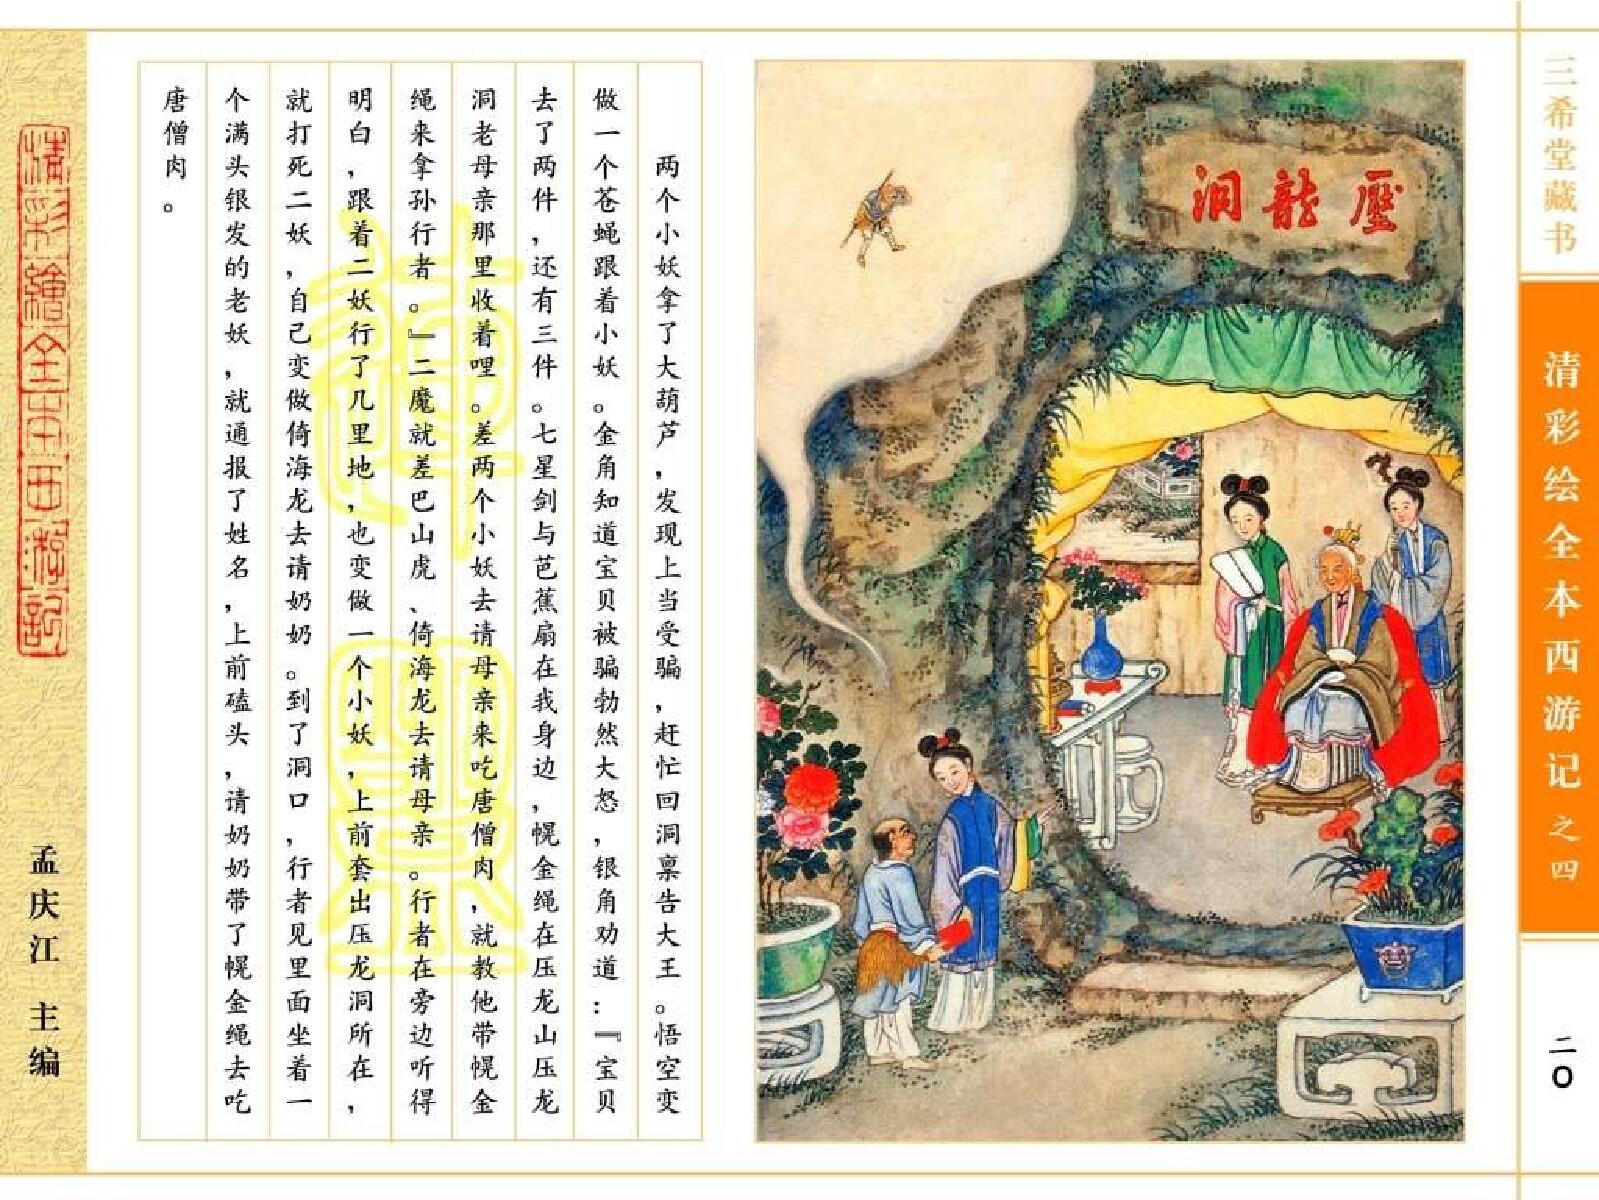 三希堂藏书
清彩绘全本西游记之四
二〇
壓龍洞
两个小妖拿了大葫芦，发现上当受骗，赶忙回洞禀告大王。悟空变
做一个苍蝇跟着小妖。金角知道宝贝被骗勃然大怒，银角劝道：『宝贝
去了两件，还有三件。七星剑与芭蕉扇在我身边，幌金绳在压龙山压龙
洞老母亲那里收着哩。差两个小妖去请母亲来吃唐僧肉，就教他带幌金
绳来拿孙行者。』二魔就差巴山虎、倚海龙去请母亲。行者在旁边听得
明白，跟着二妖行了几里地，也变做一个小妖，上前套出压龙洞所在，
就打死二妖，自己变做倚海龙去请奶奶。到了洞口，行者见里面坐着一
个满头银发的老妖，就通报了姓名，上前磕头，请奶奶带了幌金绳去吃
唐僧肉。
清彩繪全本西游記
孟庆江 主编